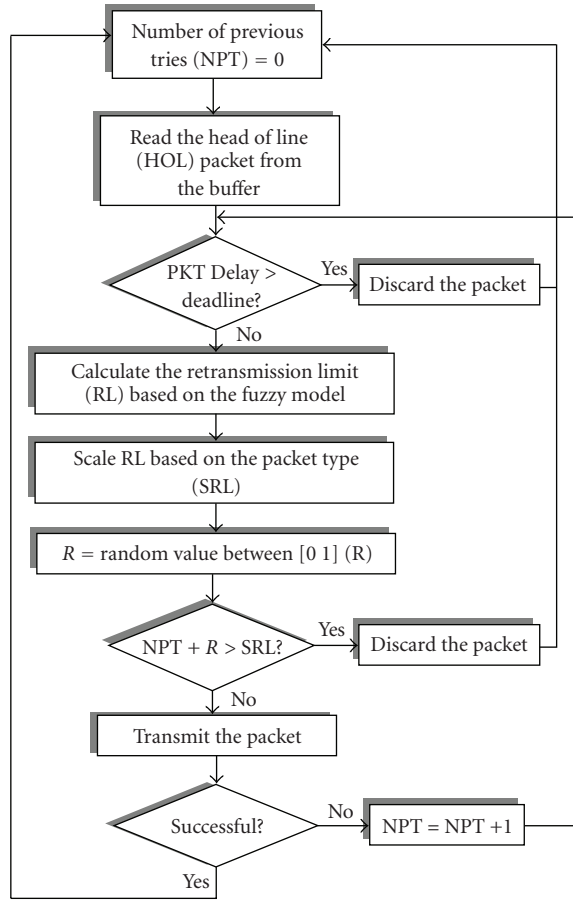 Number of previous
tries (NPT) = 0
Read the head of line
(HOL) packet from
the buffer
PKT Delay >
deadline?
Yes
Discard the packet
No
Calculate the retransmission limit
(RL) based on the fuzzy model
Scale RL based on the packet type
(SRL)
R = random value between [0 1] (R)
NPT + R > SRL?
Yes
Discard the packet
No
Transmit the packet
Successful?
No
NPT = NPT +1
Yes